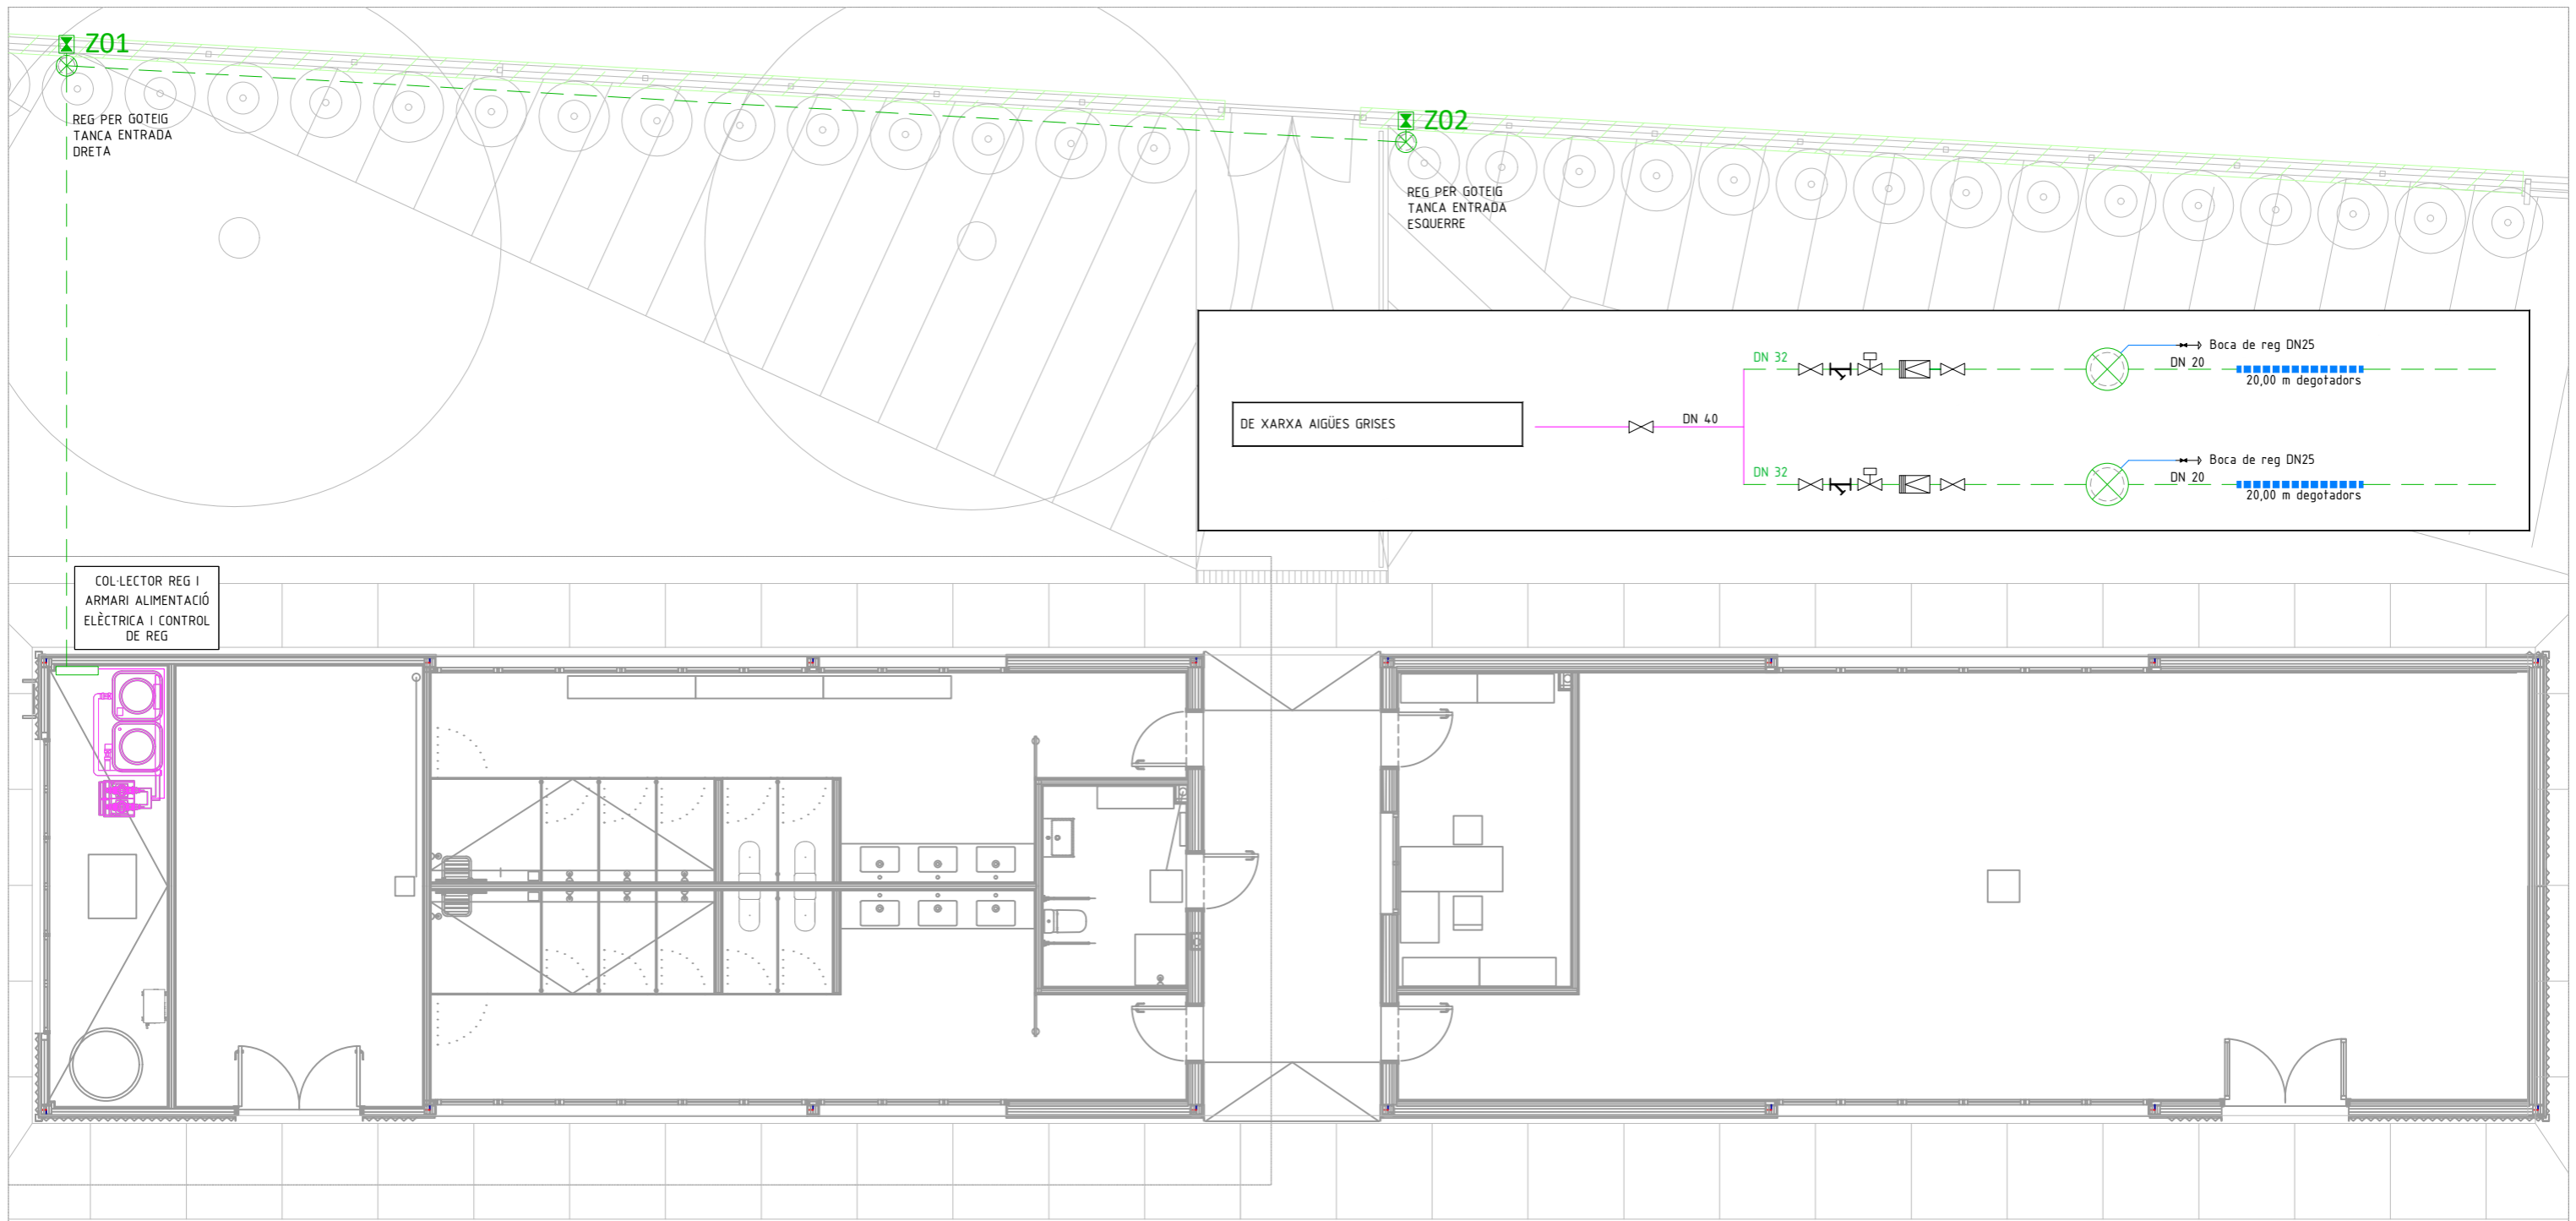 Z01
REG PER GOTEIG
TANCA ENTRADA
DRETA
Z02
REG PER GOTEIG
TANCA ENTRADA
ESQUERRE
DN 32
Boca de reg DN25
DN 20
20,00 m degotadors
DE XARXA AIGÜES GRISES
DN 40
DN 32
Boca de reg DN25
DN 20
20,00 m degotadors
COL·LECTOR REG I
ARMARI ALIMENTACIÓ
ELÈCTRICA I CONTROL
DE REG